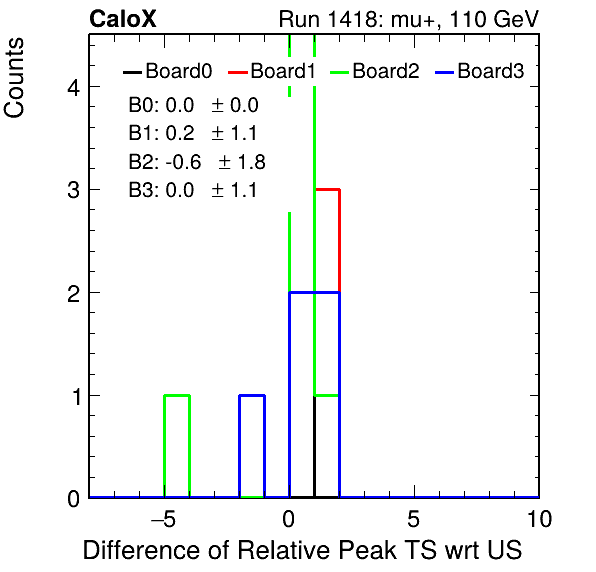 CaloX Run 1418: mu+, 110 GeV
Counts
Board0 Board1 Board2 Board3
B0: 0.0 ± 0.0
B1: 0.2 ± 1.1
B2: -0.6 ± 1.8
B3: 0.0 ± 1.1
4
3
2
1
0
−5 0 5 10
Difference of Relative Peak TS wrt US